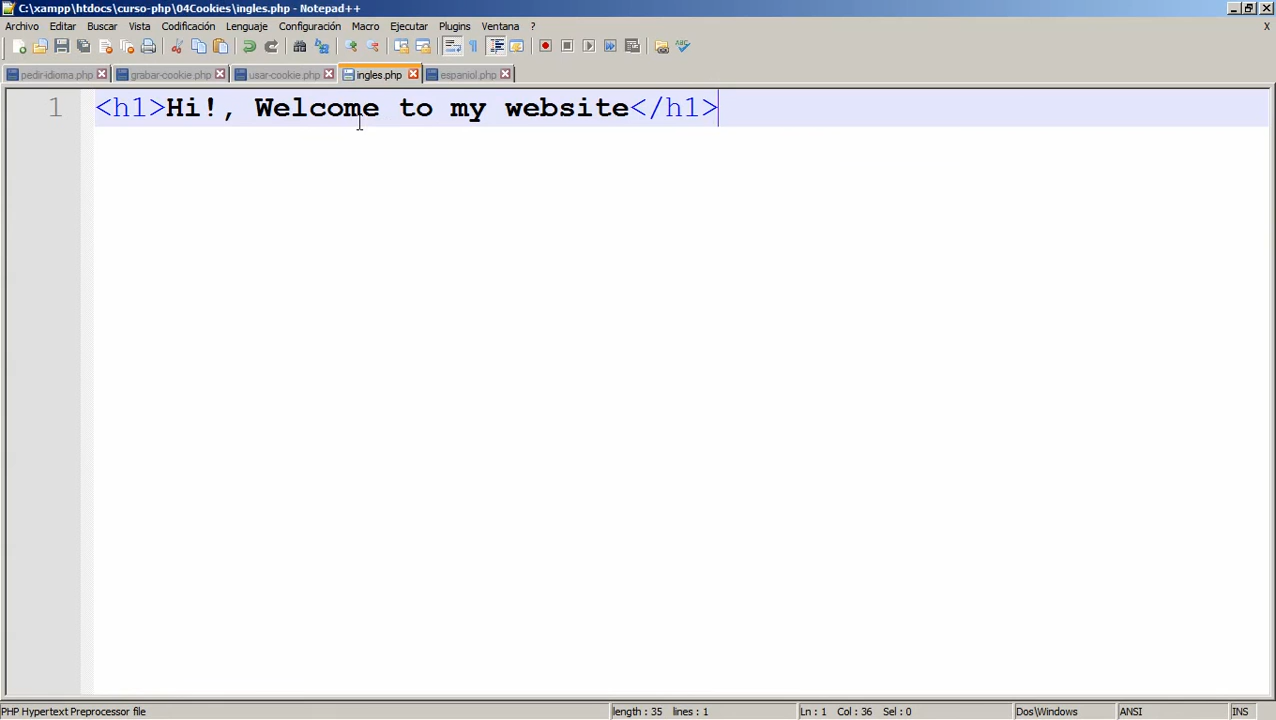 C:\xampp\htdocs\curso-php\04Cookies\ingles.php - Notepad++
Archivo Editar Buscar Vista Codificación Lenguaje Configuración Macro Ejecutar Plugins Ventana ? X
pedir-idioma.php grabar-cookie.php usar-cookie.php ingles.php espaniol.php
1 <h1>Hi!, Welcome to my website</h1>
PHP Hypertext Preprocessor file length : 35 lines : 1 Ln : 1 Col : 36 Sel : 0 Dos\Windows ANSI INS